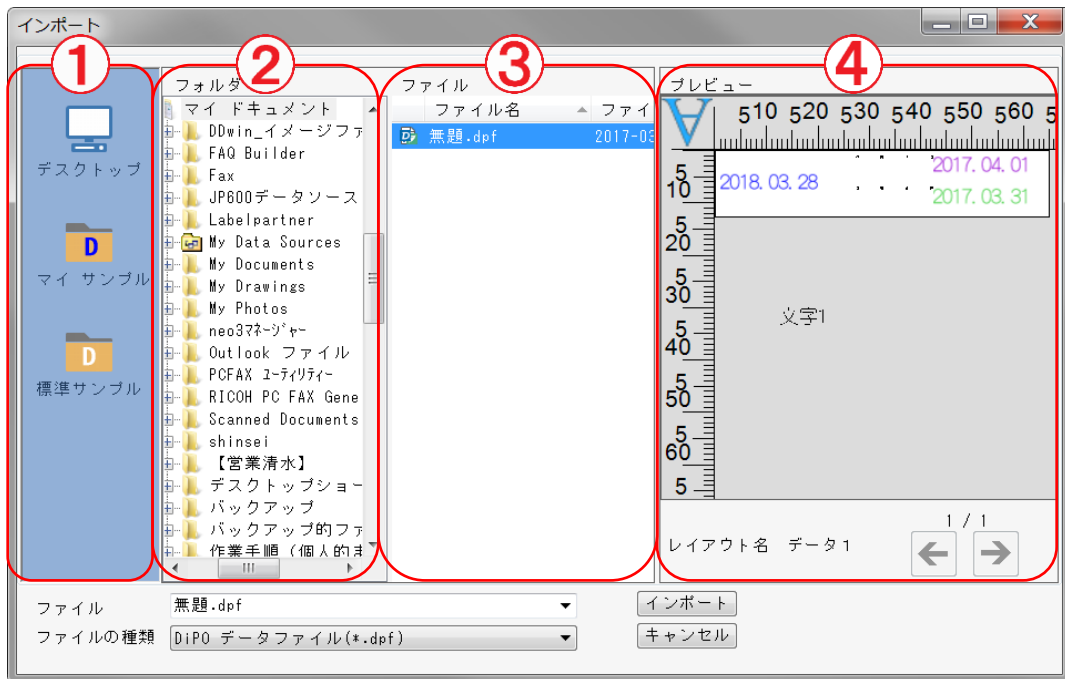 インポート
①
②
③
④
デスクトップ
マイ サンプル
標準サンプル
フォルダ
マイ ドキュメント
DDwin_イメージファ
FAQ Builder
Fax
JP600データソース
Labelpartner
My Data Sources
My Documents
My Drawings
My Photos
neo3マネージャー
Outlook ファイル
PCFAX ユーティリティー
RICOH PC FAX Gene
Scanned Documents
shinsei
【営業清水】
デスクトップショー
バックアップ
バックアップ的ファ
作業手順（個人的ま
ファイル
ファイル名 ファイ
無題.dpf 2017-03
プレビュー
510 520 530 540 550 560 5
5
10
5
20
5
30
5
40
5
50
5
60
5
2018. 03. 28
2017. 04. 01
2017. 03. 31
文字1
1 / 1
レイアウト名 データ1
ファイル 無題.dpf インポート
ファイルの種類 DiPO データファイル(*.dpf) キャンセル